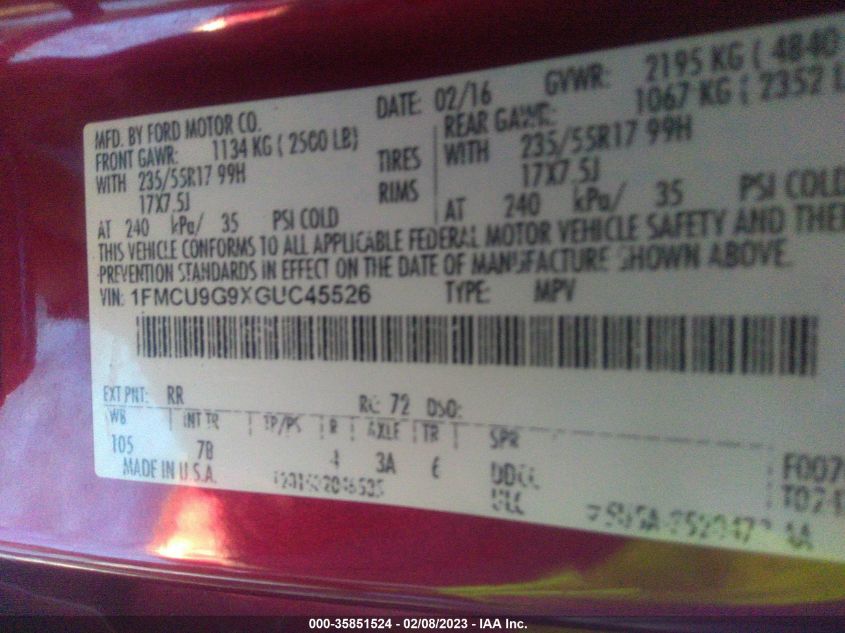 MFD. BY FORD MOTOR CO. DATE: 02/16 GVWR: 2195 KG ( 4840
FRONT GAWR: 1134 KG ( 2500 LB) REAR GAWR: 1067 KG ( 2352 L
WITH 235/55R17 99H TIRES WITH 235/55R17 99H
17X7.5J RIMS 17X7.5J
AT 240 kPa/ 35 PSI COLD AT 240 kPa/ 35 PSI COLD
THIS VEHICLE CONFORMS TO ALL APPLICABLE FEDERAL MOTOR VEHICLE SAFETY AND THEF
PREVENTION STANDARDS IN EFFECT ON THE DATE OF MANUFACTURE SHOWN ABOVE.
VIN: 1FMCU9G9XGUC45526 TYPE: MPV
EXT PNT: RR RC: 72 DSO:
WB INT TR TP/PS R AXLE TR SPR
105 7B 4 3A 6
MADE IN U.S.A.
000-35851524 - 02/08/2023 - IAA Inc.